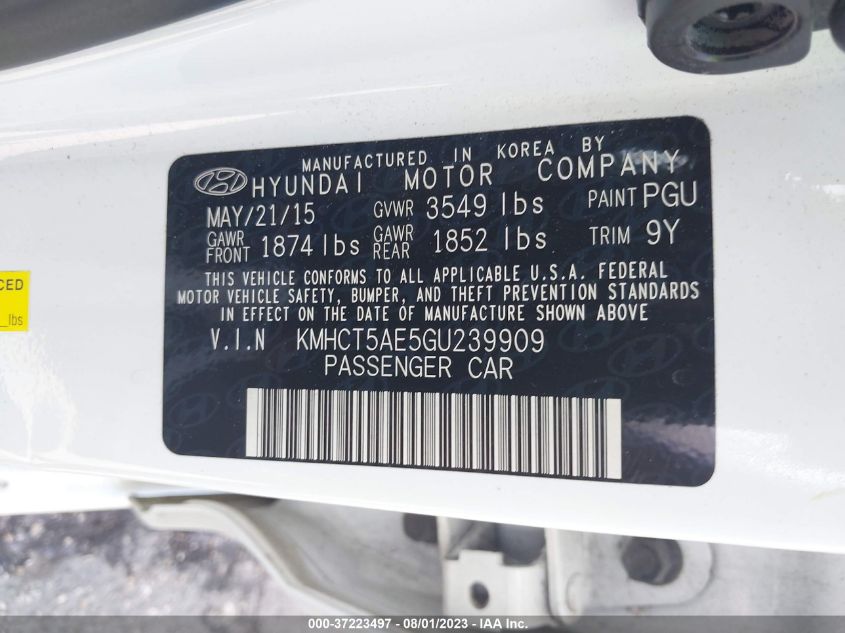 MANUFACTURED IN KOREA BY
HYUNDAI MOTOR COMPANY
MAY/21/15 GVWR 3549 lbs PAINT PGU
GAWR FRONT 1874 lbs GAWR REAR 1852 lbs TRIM 9Y
THIS VEHICLE CONFORMS TO ALL APPLICABLE U.S.A. FEDERAL
MOTOR VEHICLE SAFETY, BUMPER, AND THEFT PREVENTION STANDARDS
IN EFFECT ON THE DATE OF MANUFACTURE SHOWN ABOVE
V.I.N KMHCT5AE5GU239909
PASSENGER CAR
lbs
000-37223497 - 08/01/2023 - IAA Inc.